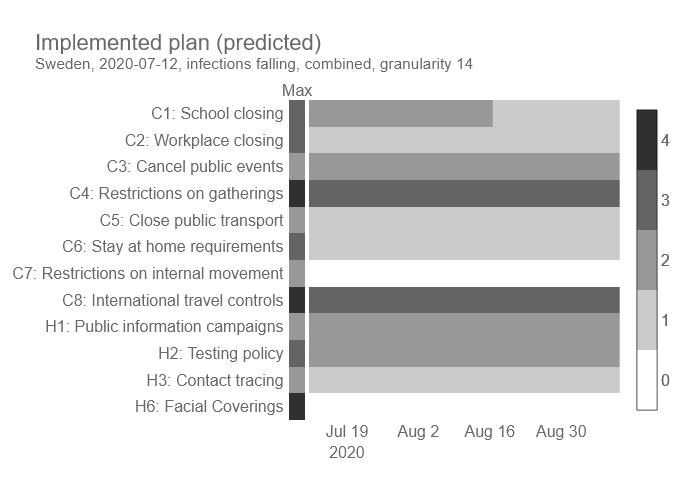 Implemented plan (predicted)
Sweden, 2020-07-12, infections falling, combined, granularity 14
Max
C1: School closing
C2: Workplace closing
C3: Cancel public events
C4: Restrictions on gatherings
C5: Close public transport
C6: Stay at home requirements
C7: Restrictions on internal movement
C8: International travel controls
H1: Public information campaigns
H2: Testing policy
H3: Contact tracing
H6: Facial Coverings
Jul 19 Aug 2 Aug 16 Aug 30
2020
4
3
2
1
0